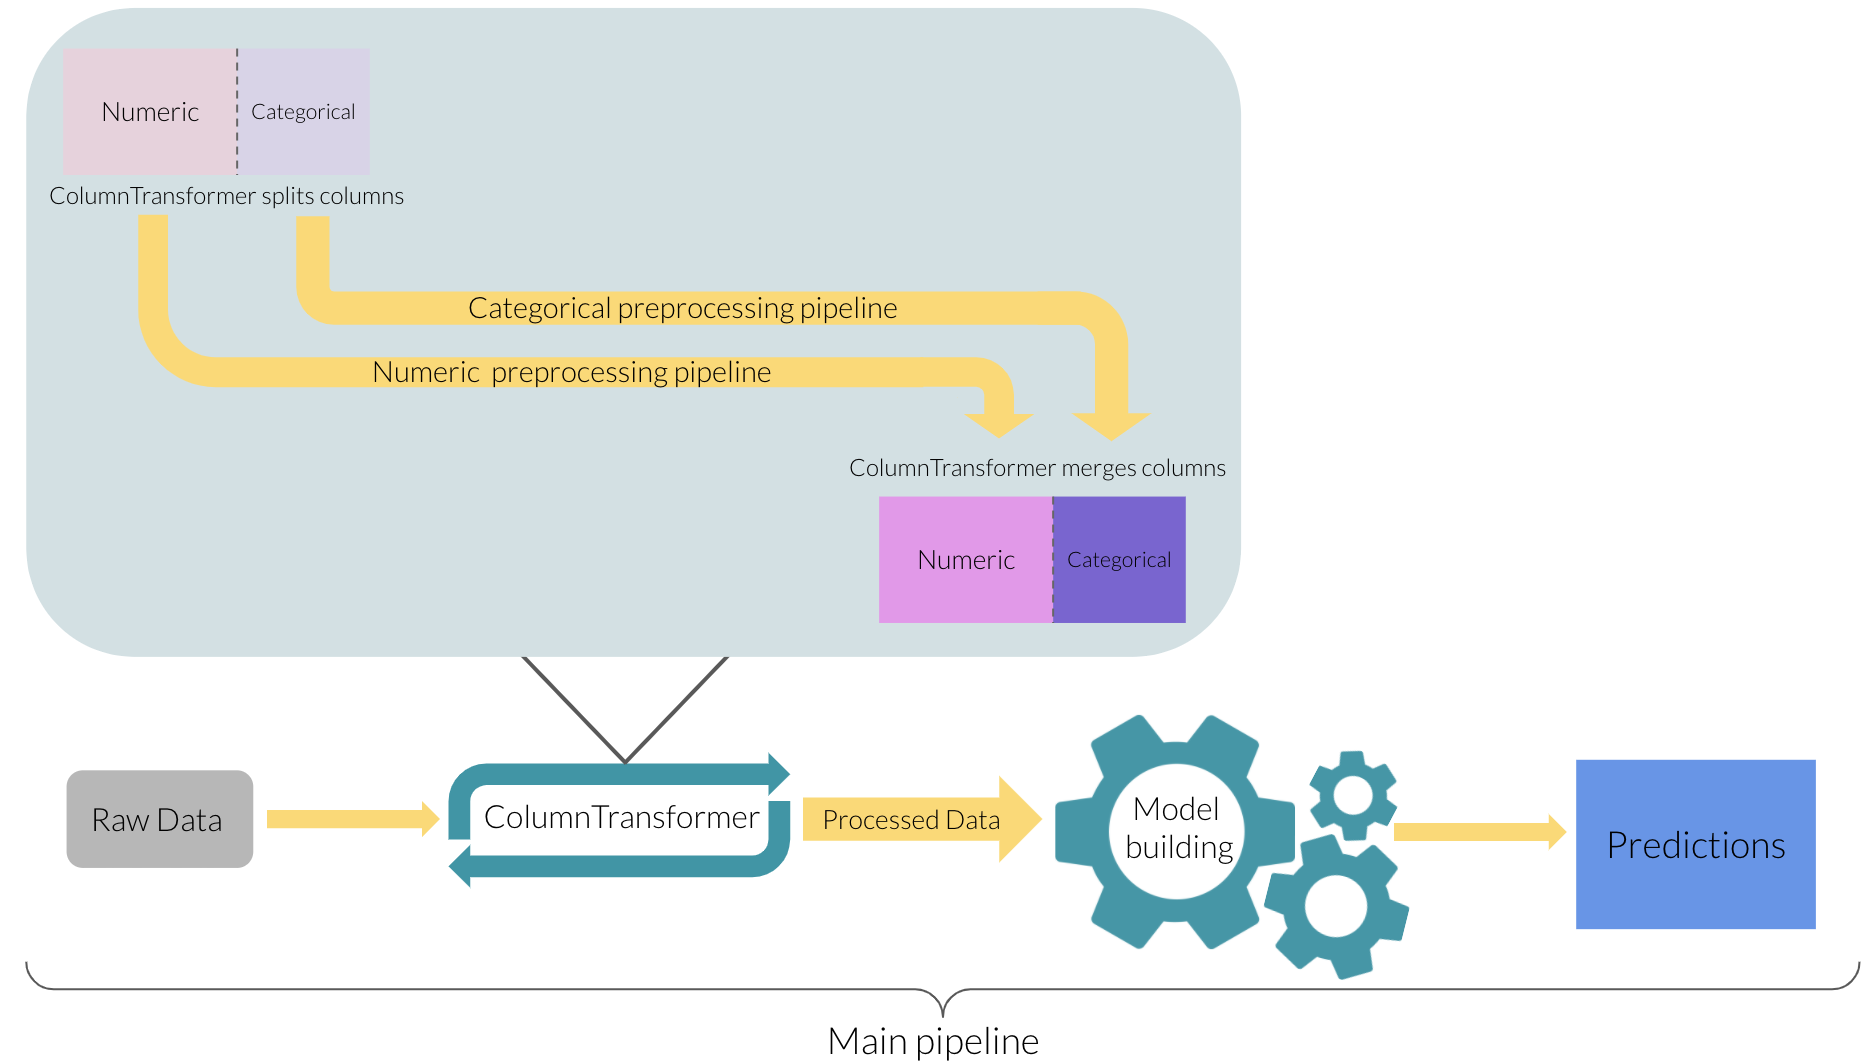 Numeric
Categorical
ColumnTransformer splits columns
Categorical preprocessing pipeline
Numeric preprocessing pipeline
ColumnTransformer merges columns
Numeric
Categorical
Raw Data
ColumnTransformer
Processed Data
Model
building
Predictions
Main pipeline